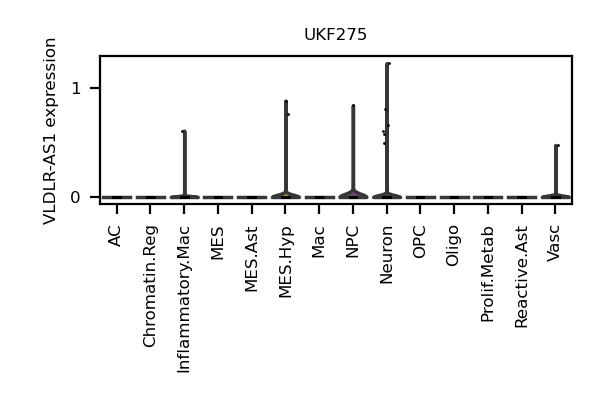 UKF275
VLDLR-AS1 expression
1
0
AC
Chromatin.Reg
Inflammatory.Mac
MES
MES.Ast
MES.Hyp
Mac
NPC
Neuron
OPC
Oligo
Prolif.Metab
Reactive.Ast
Vasc